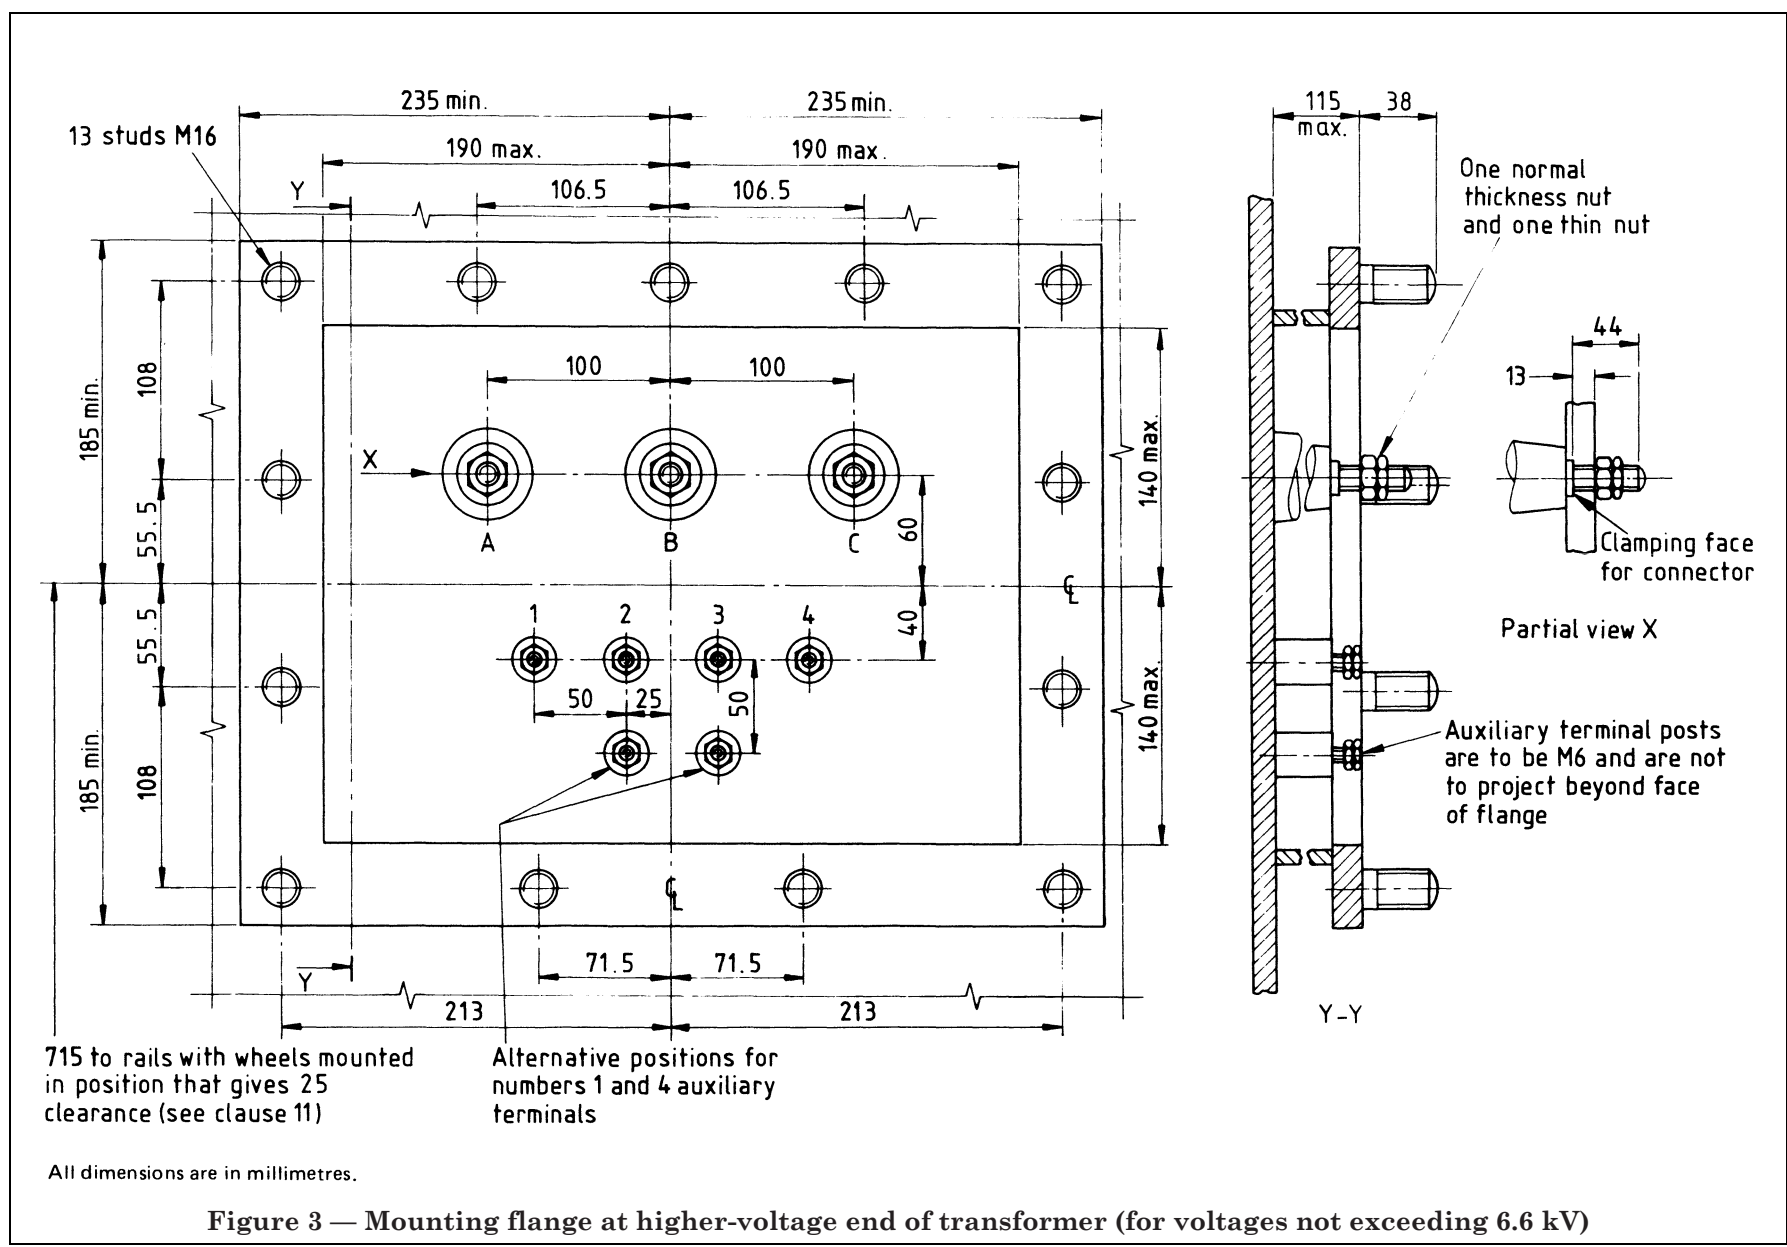 235 min.
235 min.
13 studs M16
190 max.
190 max.
Y
106.5
106.5
115
max.
38
One normal
thickness nut
and one thin nut
185 min.
108
55.5
100
100
X
A
B
C
60
140 max.
44
13
Clamping face
for connector
Partial view X
℄
40
1
2
3
4
55.5
50
25
50
185 min.
108
140 max.
Auxiliary terminal posts
are to be M6 and are not
to project beyond face
of flange
℄
71.5
71.5
Y
213
213
Y–Y
715 to rails with wheels mounted
in position that gives 25
clearance (see clause 11)
Alternative positions for
numbers 1 and 4 auxiliary
terminals
All dimensions are in millimetres.
Figure 3 — Mounting flange at higher-voltage end of transformer (for voltages not exceeding 6.6 kV)